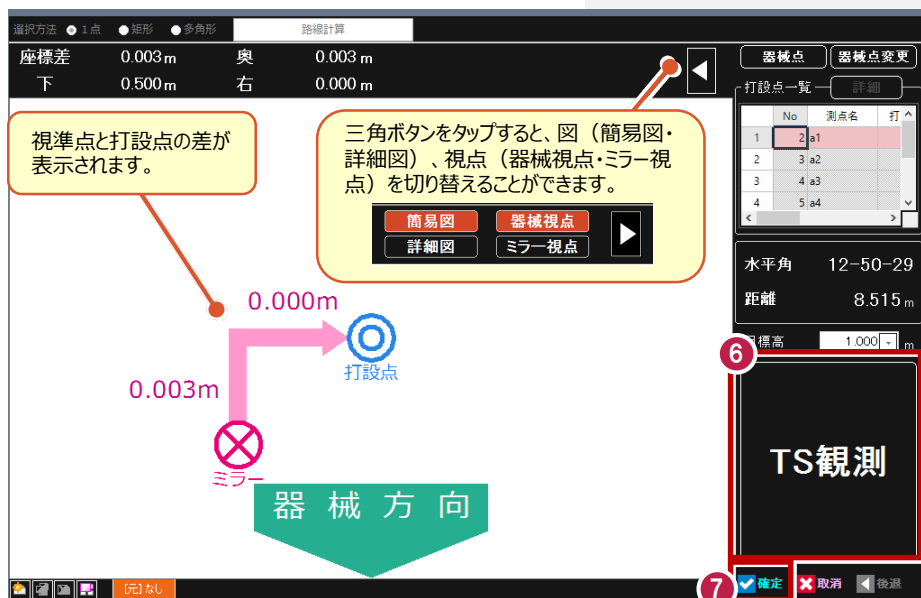 選択方法 1点 矩形 多角形 路線計算
座標差 0.003m 奥 0.003 m
下 0.500m 右 0.000 m
器械点 器械点変更
打設点一覧 詳細
No 測点名 打
1 2 a1
2 3 a2
3 4 a3
4 5 a4
視準点と打設点の差が
表示されます。
三角ボタンをタップすると、図（簡易図・
詳細図）、視点（器械視点・ミラー視
点）を切り替えることができます。
簡易図 器械視点
詳細図 ミラー視点
水平角 12-50-29
距離 8.515 m
標高 1.000 m
6
0.000m
打設点
0.003m
ミラー
器械方向
TS観測
7
[元]なし
確定 取消 後退